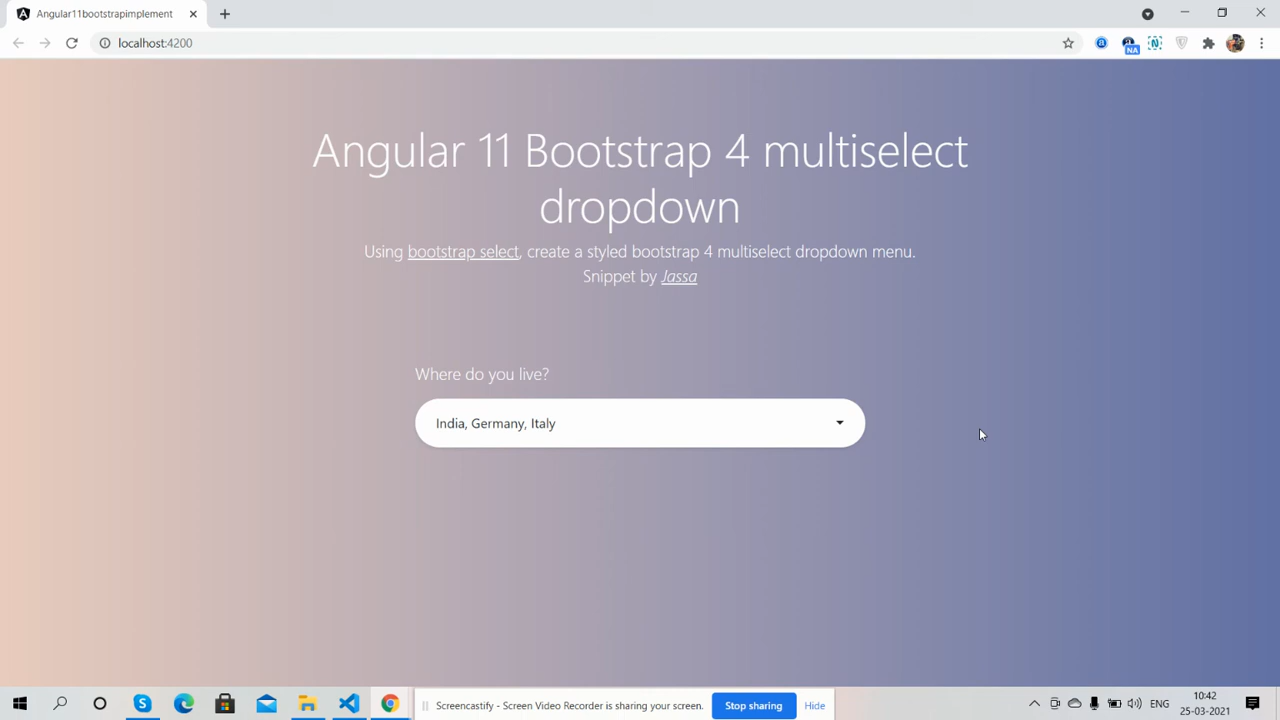 Angular11bootstrapimplement
localhost:4200
NA
Angular 11 Bootstrap 4 multiselect
dropdown
Using bootstrap select, create a styled bootstrap 4 multiselect dropdown menu.
Snippet by Jassa
Where do you live?
India, Germany, Italy
Screencastify - Screen Video Recorder is sharing your screen. Stop sharing Hide
ENG
10:42
25-03-2021